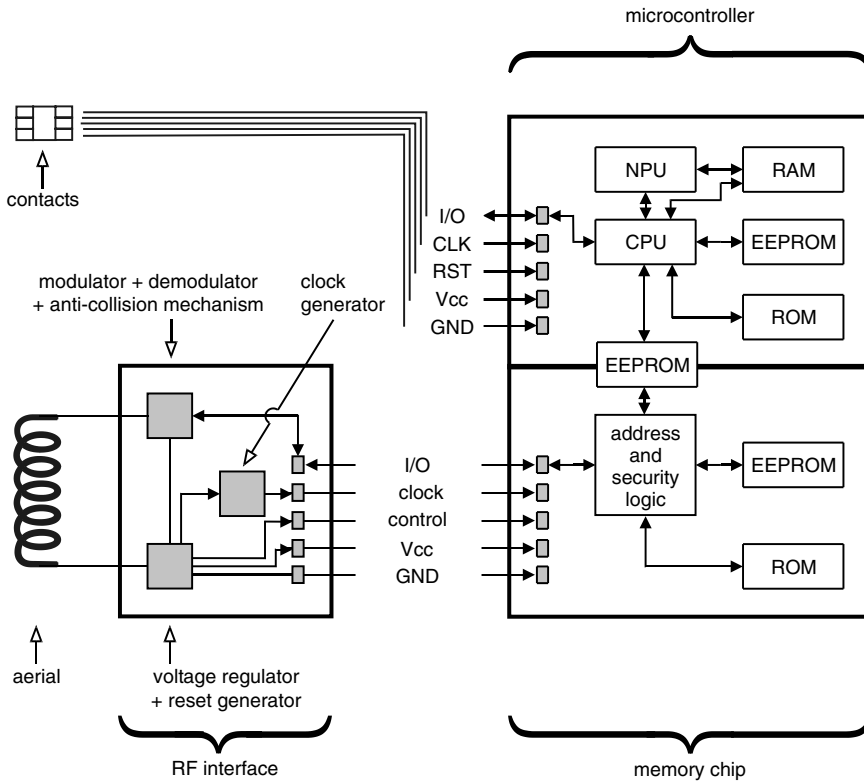 microcontroller
contacts
NPU
RAM
I/O
CPU
EEPROM
CLK
RST
Vcc
ROM
GND
modulator + demodulator
+ anti-collision mechanism
clock
generator
EEPROM
address
and
security
logic
I/O
EEPROM
clock
control
Vcc
ROM
GND
aerial
voltage regulator
+ reset generator
RF interface
memory chip